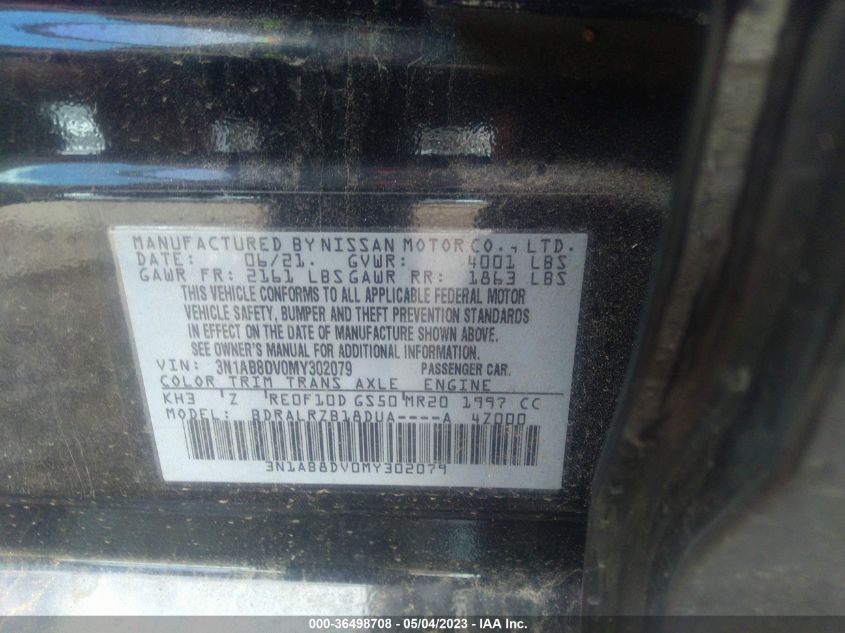 MANUFACTURED BY NISSAN MOTOR CO., LTD.
DATE: 06/21. GVWR: 4001 LBS
GAWR FR: 2161 LBS GAWR RR: 1863 LBS
THIS VEHICLE CONFORMS TO ALL APPLICABLE FEDERAL MOTOR
VEHICLE SAFETY, BUMPER AND THEFT PREVENTION STANDARDS
IN EFFECT ON THE DATE OF MANUFACTURE SHOWN ABOVE.
SEE OWNER'S MANUAL FOR ADDITIONAL INFORMATION.
VIN: 3N1AB8DV0MY302079 PASSENGER CAR.
COLOR TRIM TRANS AXLE ENGINE
KH3 Z RE0F10D GS50 MR20 1997 CC
MODEL: BDRALRZB18DUA----A 4Z000
3N1AB8DV0MY302079
000-36498708 - 05/04/2023 - IAA Inc.